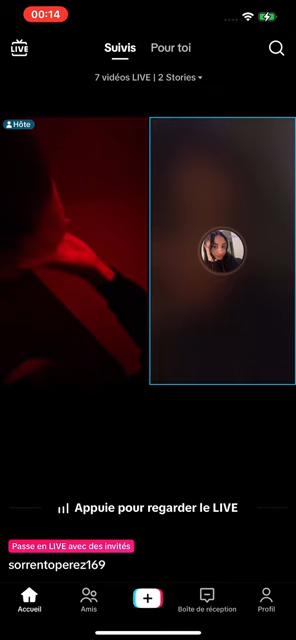 00:14
LIVE
Suivis Pour toi
7 vidéos LIVE | 2 Stories
Hôte
Appuie pour regarder le LIVE
Passe en LIVE avec des invités
sorrentoperez169
Accueil Amis Boîte de réception Profil